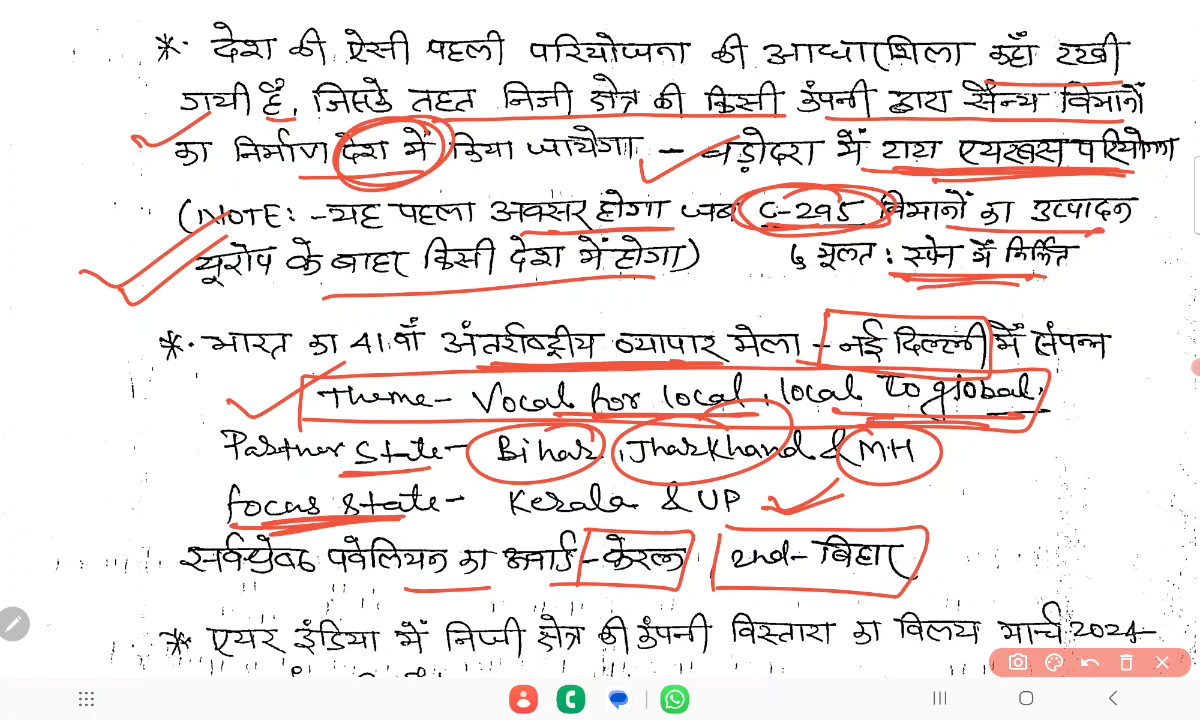 *. देश की ऐसी पहली परियोजना की आधारशिला कहाँ रखी
गयी है, जिसके तहत निजी क्षेत्र की किसी कंपनी द्वारा सैन्य विमानों
का निर्माण देश में किया जायेगा – वड़ोदरा में टाटा एयरबस परियोजना
(NOTE: - यह पहला अवसर होगा जब C-295 विमानों का उत्पादन
यूरोप के बाहर किसी देश में होगा) ↳ मूलत: स्पेन में निर्मित
*. भारत का 41वाँ अंतर्राष्ट्रीय व्यापार मेला - नई दिल्ली में संपन्न
Theme - Vocal for local, local to global.
Partner State - Bihar, Jharkhand & MH
focus state - Kerala & UP
सर्वश्रेष्ठ पवेलियन का अवार्ड - केरल 2nd - बिहार
* एयर इंडिया में निजी क्षेत्र की कंपनी विस्तारा का विलय मार्च 2024-